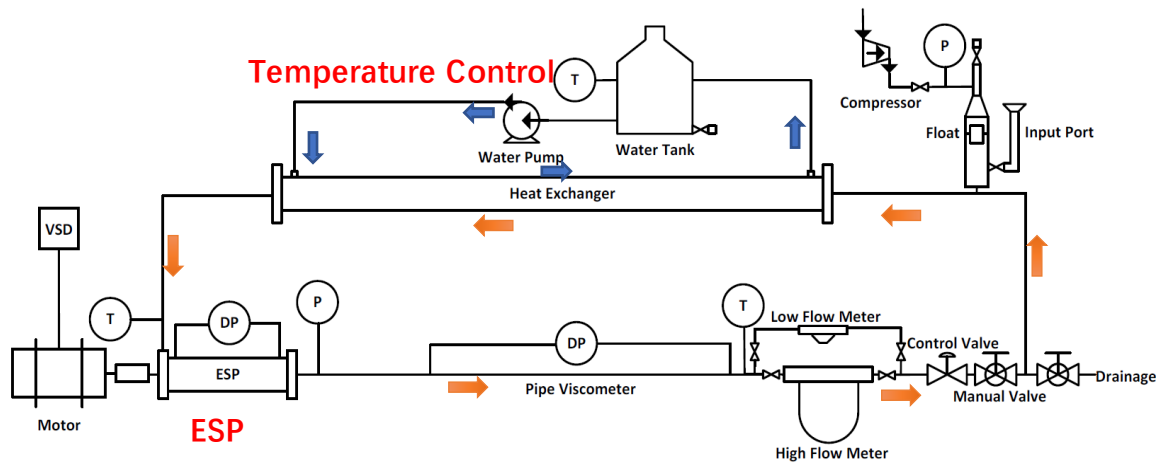 Temperature Control
T
P
Compressor
Float
Input Port
Water Pump
Water Tank
Heat Exchanger
VSD
T
DP
P
DP
T
Low Flow Meter
Control Valve
ESP
Pipe Viscometer
Manual Valve
Drainage
Motor
ESP
High Flow Meter